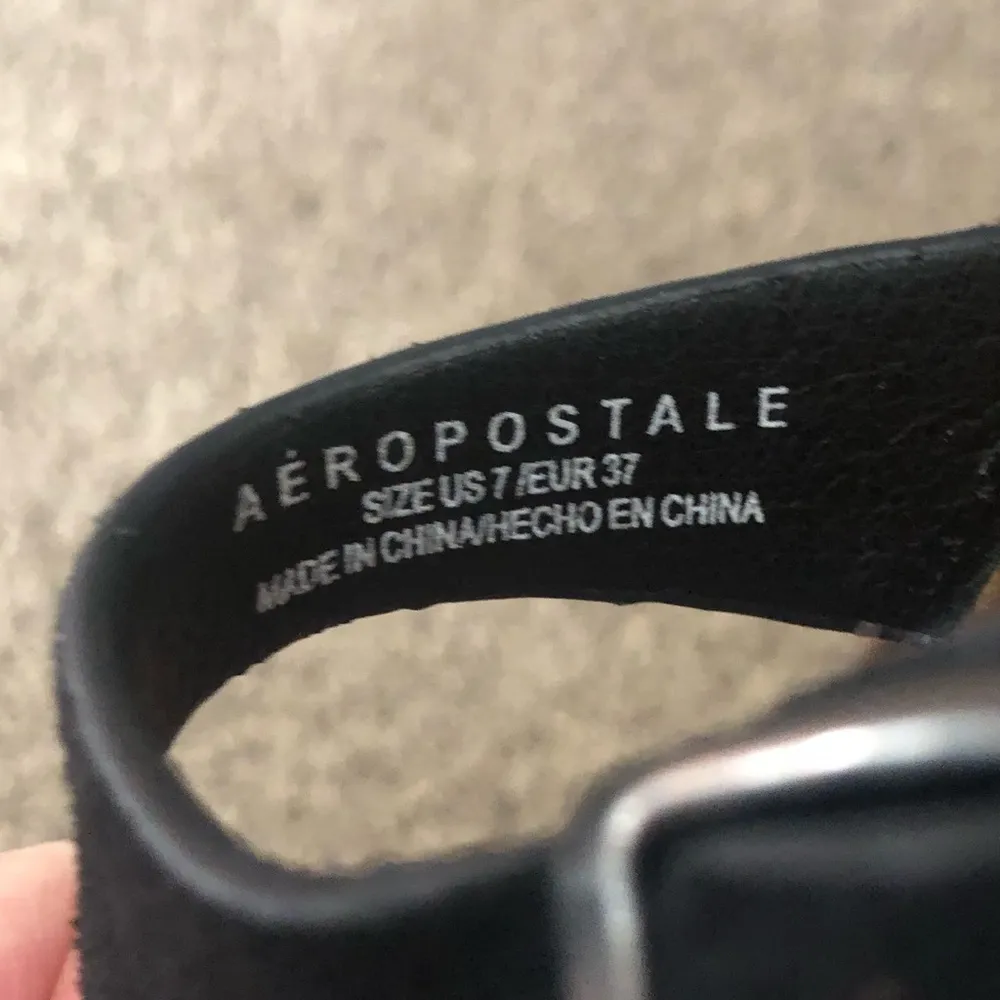 AÉROPOSTALE
SIZE US 7/EUR 37
MADE IN CHINA/HECHO EN CHINA